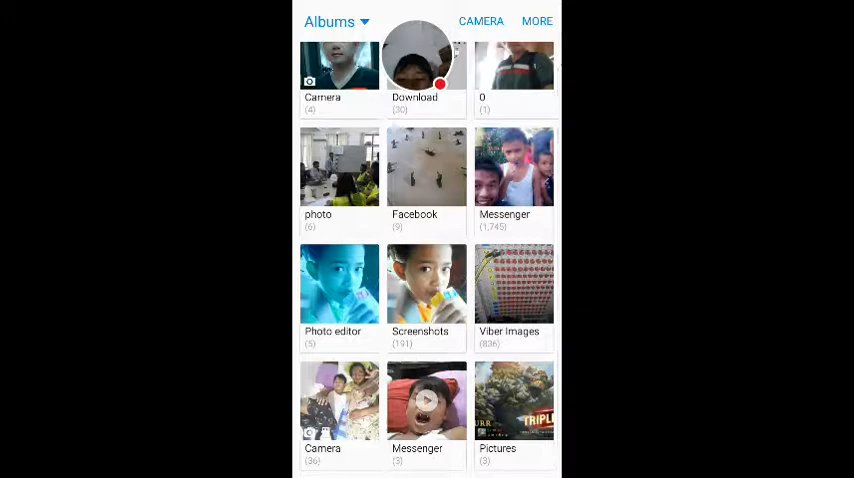 Albums
CAMERA
MORE
Camera
Download
0
(4)
(30)
(1)
photo
Facebook
Messenger
(6)
(9)
(1,745)
Photo editor
Screenshots
Viber Images
(5)
(191)
(836)
TRIPL
Camera
Messenger
Pictures
(36)
(3)
(3)